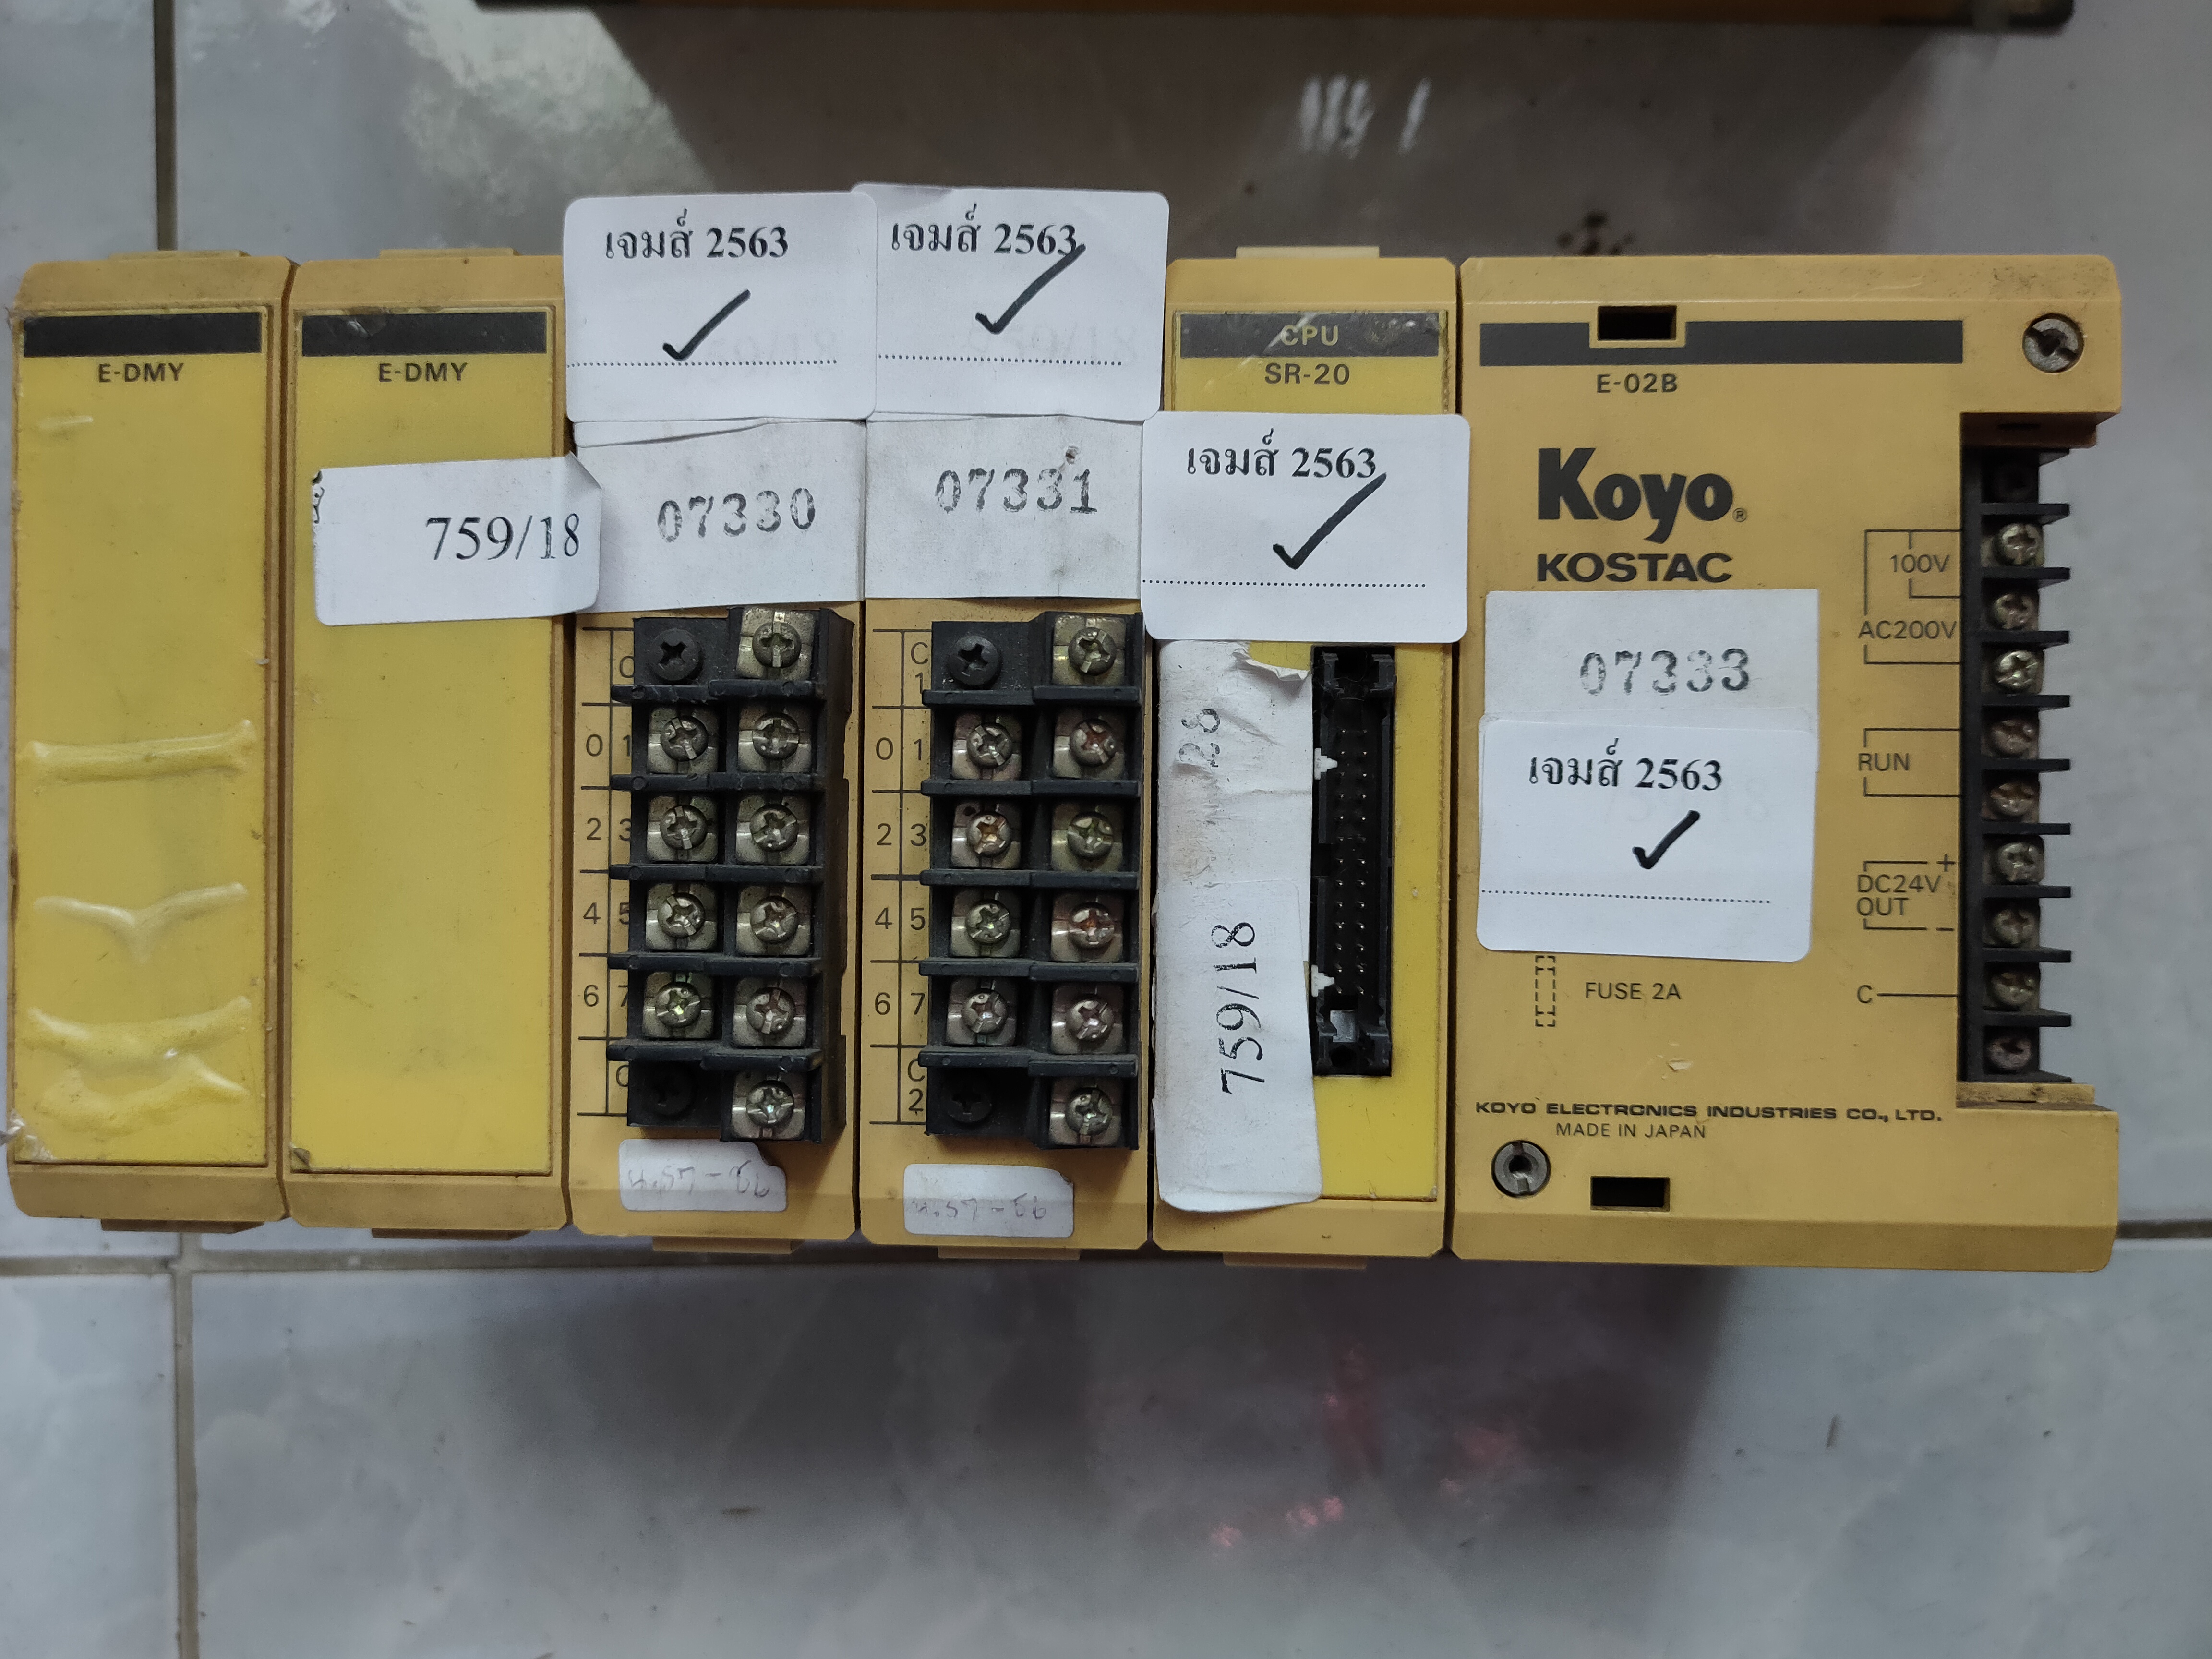 E-DMY
759/18
E-DMY
เจมส์ 2563
07330
0 1
2 3
4 5
6 7
เจมส์ 2563
07331
C
1
0 1
2 3
4 5
6 7
C
2
CPU
SR-20
เจมส์ 2563
28
759/18
E-02B
Koyo®
KOSTAC
07333
เจมส์ 2563
FUSE 2A
100V
AC200V
RUN
DC24V +
OUT -
C
KOYO ELECTRONICS INDUSTRIES CO., LTD.
MADE IN JAPAN